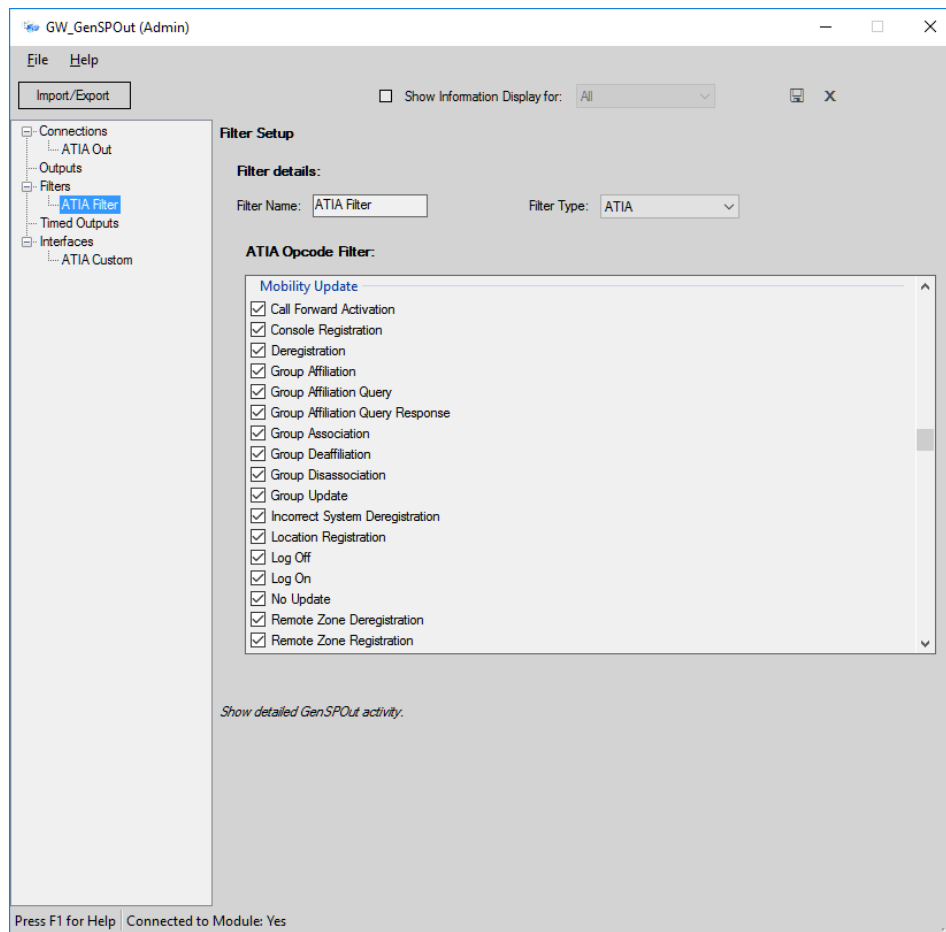 GW_GenSPOut (Admin)
File Help
Import/Export
Show Information Display for: All
X
Connections
ATIA Out
Outputs
Filters
ATIA Filter
Timed Outputs
Interfaces
ATIA Custom
Filter Setup
Filter details:
Filter Name: ATIA Filter Filter Type: ATIA
ATIA Opcode Filter:
Mobility Update
Call Forward Activation
Console Registration
Deregistration
Group Affiliation
Group Affiliation Query
Group Affiliation Query Response
Group Association
Group Deaffiliation
Group Disassociation
Group Update
Incorrect System Deregistration
Location Registration
Log Off
Log On
No Update
Remote Zone Deregistration
Remote Zone Registration
Show detailed GenSPOut activity.
Press F1 for Help Connected to Module: Yes